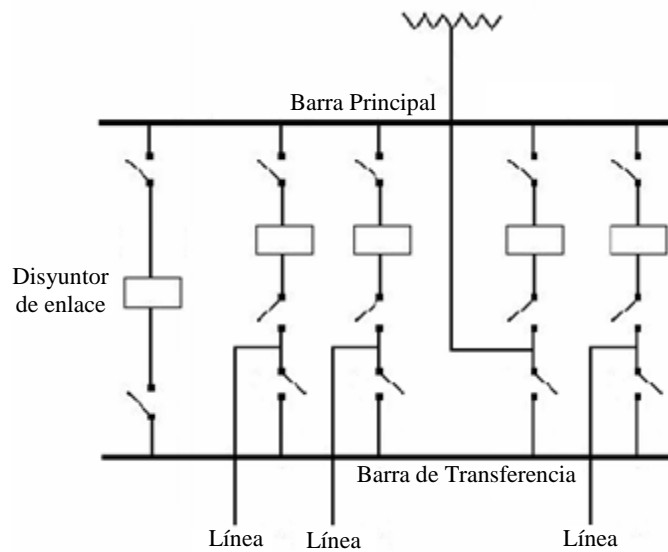 Barra Principal
Disyuntor
de enlace
Barra de Transferencia
Línea
Línea
Línea